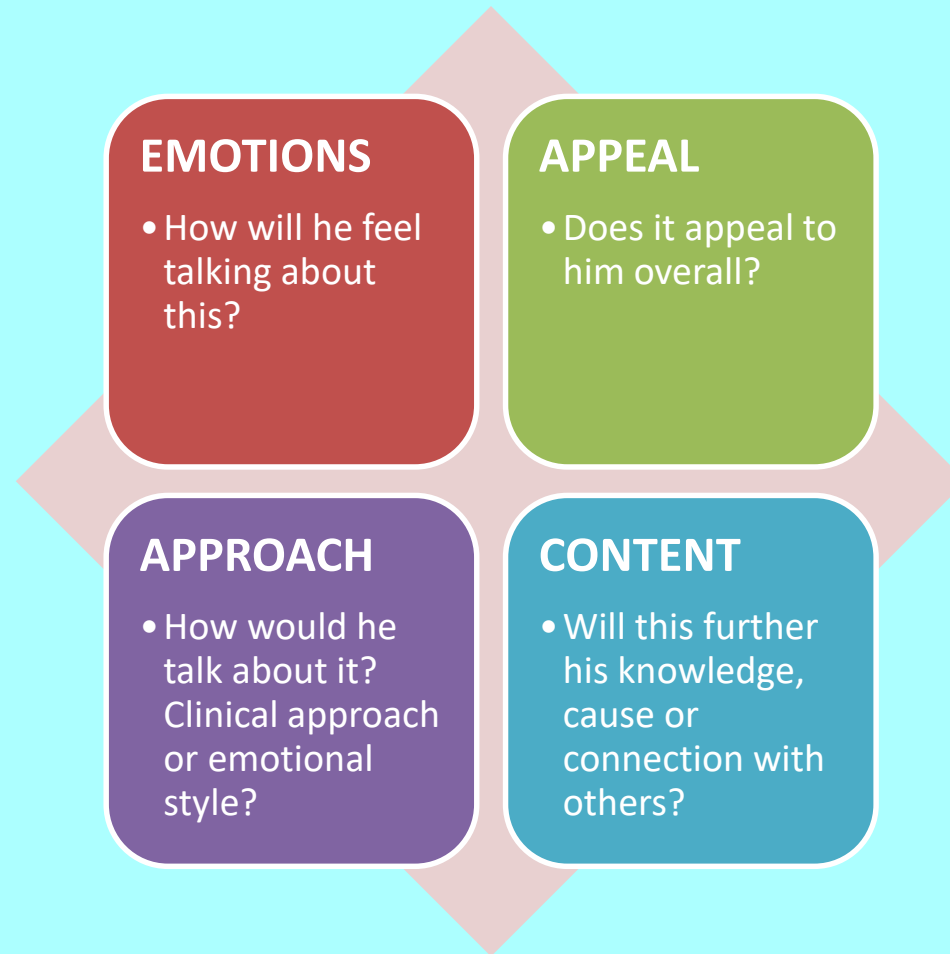 EMOTIONS
• How will he feel
talking about
this?
APPEAL
• Does it appeal to
him overall?
APPROACH
• How would he
talk about it?
Clinical approach
or emotional
style?
CONTENT
• Will this further
his knowledge,
cause or
connection with
others?